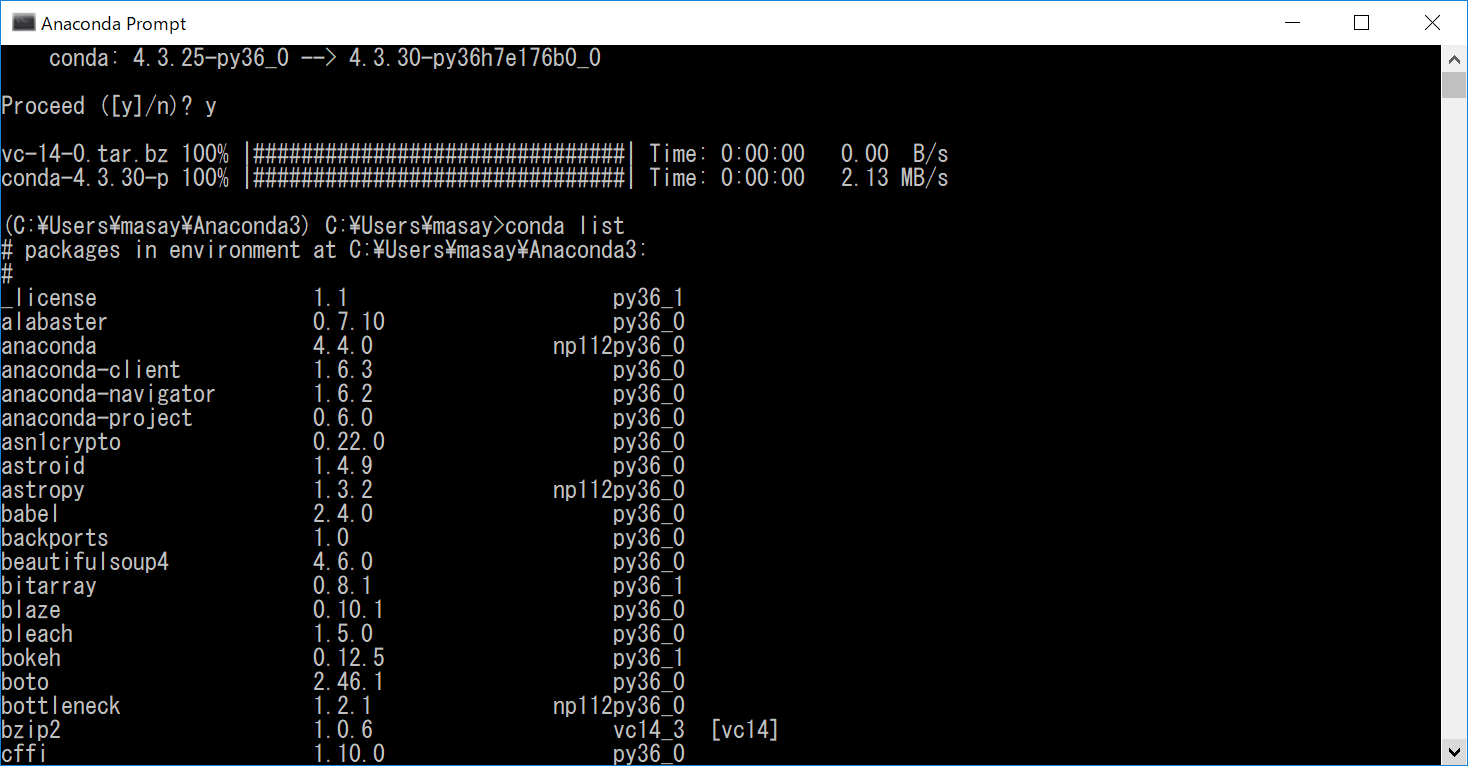 Anaconda Prompt
conda: 4.3.25-py36_0 --> 4.3.30-py36h7e176b0_0
Proceed ([y]/n)? y
vc-14-0.tar.bz 100% |###############################| Time: 0:00:00   0.00  B/s
conda-4.3.30-p 100% |###############################| Time: 0:00:00   2.13 MB/s
(C:¥Users¥masay¥Anaconda3) C:¥Users¥masay>conda list
# packages in environment at C:¥Users¥masay¥Anaconda3:
#
_license                  1.1                      py36_1
alabaster                 0.7.10                   py36_0
anaconda                  4.4.0               np112py36_0
anaconda-client           1.6.3                    py36_0
anaconda-navigator        1.6.2                    py36_0
anaconda-project          0.6.0                    py36_0
asn1crypto                0.22.0                   py36_0
astroid                   1.4.9                    py36_0
astropy                   1.3.2               np112py36_0
babel                     2.4.0                    py36_0
backports                 1.0                      py36_0
beautifulsoup4            4.6.0                    py36_0
bitarray                  0.8.1                    py36_1
blaze                     0.10.1                   py36_0
bleach                    1.5.0                    py36_0
bokeh                     0.12.5                   py36_1
boto                      2.46.1                   py36_0
bottleneck                1.2.1               np112py36_0
bzip2                     1.0.6                    vc14_3  [vc14]
cffi                      1.10.0                   py36_0